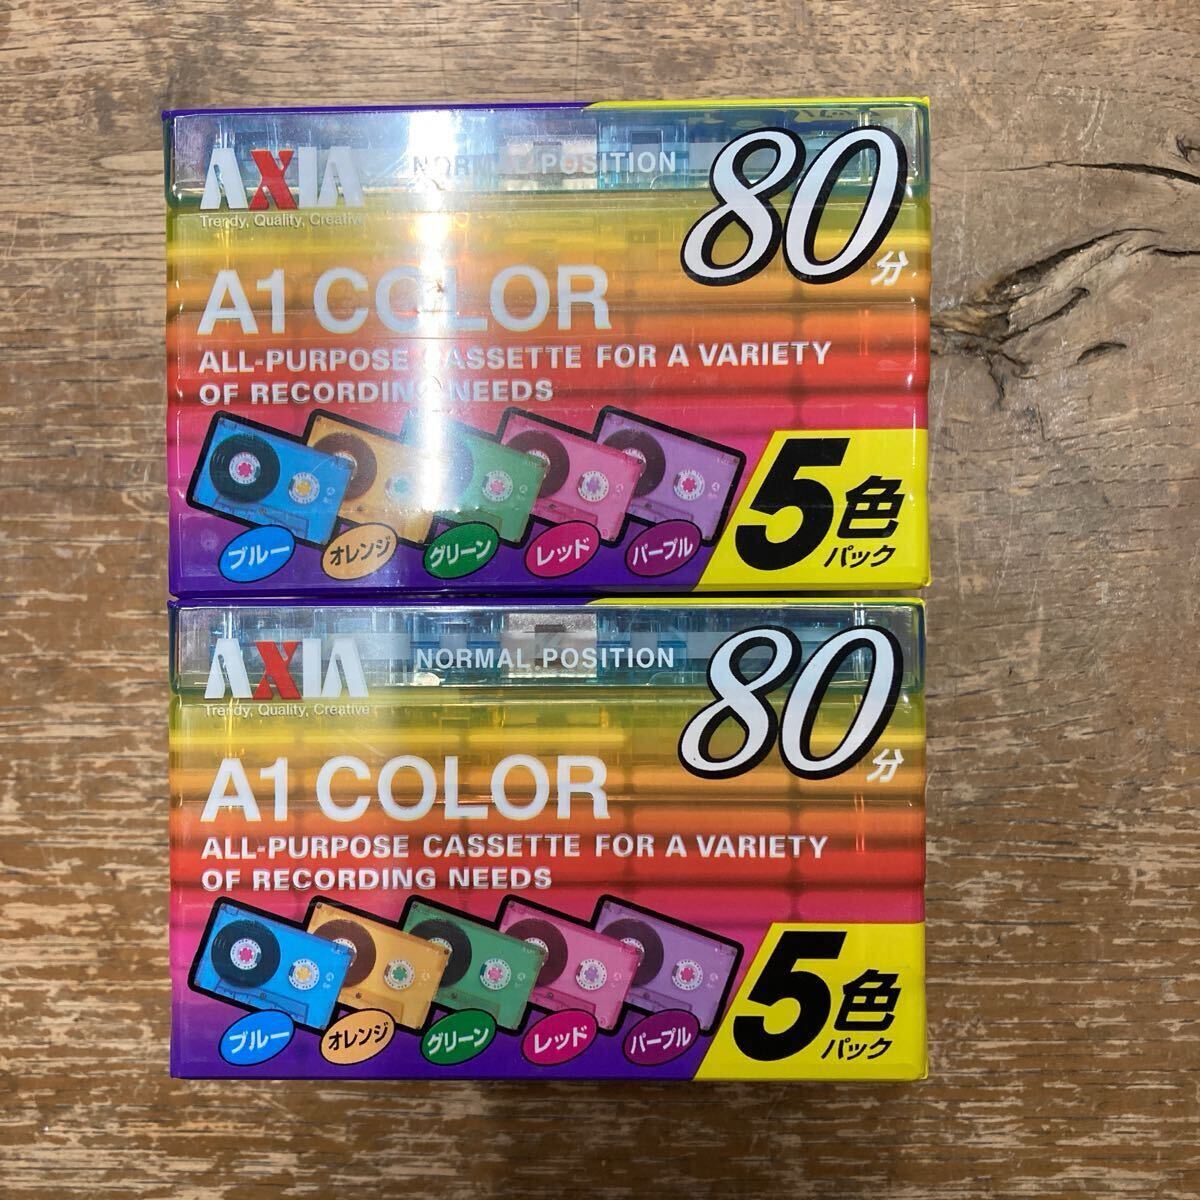 AXIA
NORMAL POSITION
80分
Trendy, Quality, Creative
A1 COLOR
ALL-PURPOSE CASSETTE FOR A VARIETY
OF RECORDING NEEDS
ブルー
オレンジ
グリーン
レッド
パープル
5色
パック
AXIA
NORMAL POSITION
80分
Trendy, Quality, Creative
A1 COLOR
ALL-PURPOSE CASSETTE FOR A VARIETY
OF RECORDING NEEDS
ブルー
オレンジ
グリーン
レッド
パープル
5色
パック